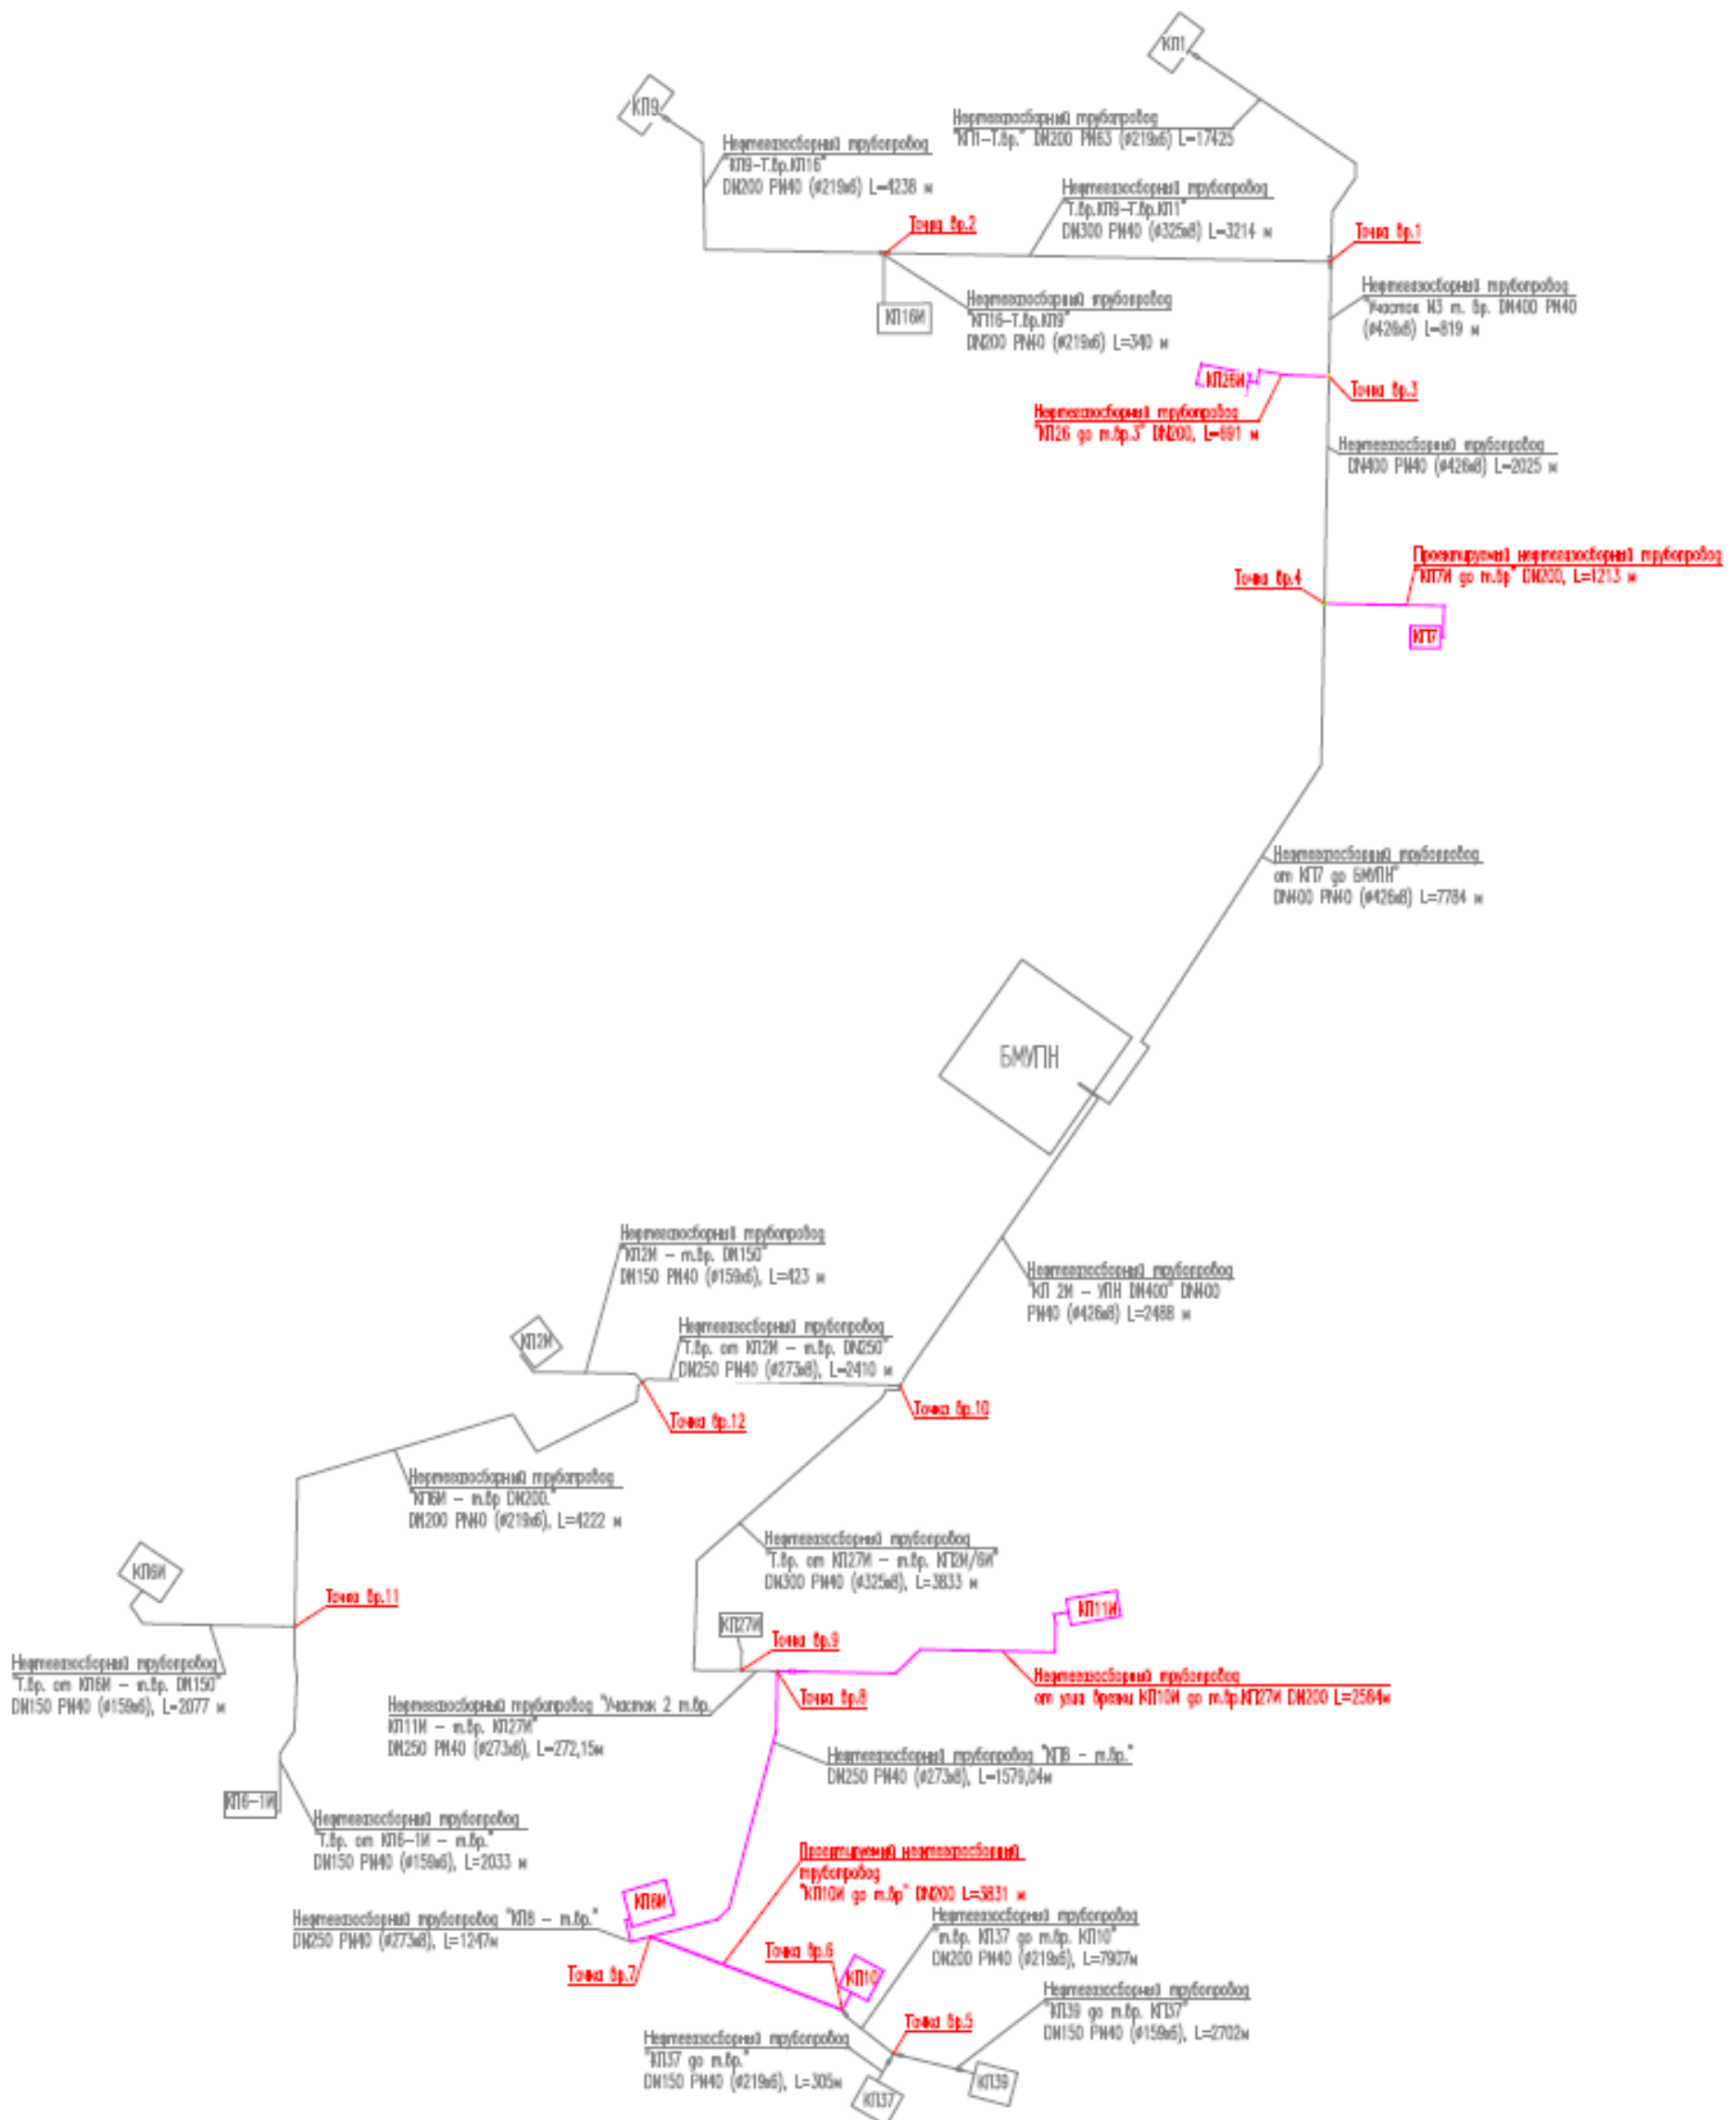 КП1
КП9
Нефтегазосборный трубопровод
"КП1-Т.вр." DN200 PN63 (ø219х6) L=17425
Нефтегазосборный трубопровод
"КП9-Т.вр.КП16"
DN200 PN40 (ø219х6) L=4238 м
Нефтегазосборный трубопровод
"Т.вр.КП9-Т.вр.КП1"
DN300 PN40 (ø325х8) L=3214 м
Точка вр.2
Точка вр.1
Нефтегазосборный трубопровод
"Участок N3 т. вр. DN400 PN40
(ø426х8) L=819 м
КП16И
Нефтегазосборный трубопровод
"КП16-Т.вр.КП9"
DN200 PN40 (ø219х6) L=340 м
КП26И
Точка вр.3
Нефтегазосборный трубопровод
"КП26 до т.вр.3" DN200, L=691 м
Нефтегазосборный трубопровод
DN400 PN40 (ø426х8) L=2025 м
Проектируемый нефтегазосборный трубопровод
"КП7И до т.вр" DN200, L=1213 м
Точка вр.4
КП7
Нефтегазосборный трубопровод
от КП7 до БМУПН"
DN400 PN40 (ø426х8) L=7784 м
БМУПН
Нефтегазосборный трубопровод
"КП2И - т.вр. DN150"
DN150 PN40 (ø159х6), L=423 м
Нефтегазосборный трубопровод
"КП 2И - УПН DN400" DN400
PN40 (ø426х8) L=2488 м
КП2И
Нефтегазосборный трубопровод
"Т.вр. от КП2И - т.вр. DN250"
DN250 PN40 (ø273х8), L=2410 м
Точка вр.12
Точка вр.10
Нефтегазосборный трубопровод
"КП6И - т.вр DN200."
DN200 PN40 (ø219х6), L=4222 м
Нефтегазосборный трубопровод
"Т.вр. от КП27И - т.вр. КП2И/6И"
DN300 PN40 (ø325х8), L=3833 м
КП6И
Точка вр.11
КП11И
КП27И
Точка вр.9
Нефтегазосборный трубопровод
"Т.вр. от КП6И - т.вр. DN150"
DN150 PN40 (ø159х6), L=2077 м
Нефтегазосборный трубопровод
от узла врезки КП10И до т.вр.КП27И DN200 L=2564м
Точка вр.8
Нефтегазосборный трубопровод "Участок 2 т.вр.
КП11И - т.вр. КП27И"
DN250 PN40 (ø273х8), L=272,15м
Нефтегазосборный трубопровод "КП8 - т.вр."
DN250 PN40 (ø273х8), L=1579,04м
КП6-1И
Нефтегазосборный трубопровод
"Т.вр. от КП6-1И - т.вр."
DN150 PN40 (ø159х6), L=2033 м
Проектируемый нефтегазосборный
трубопровод
"КП10И до т.вр" DN200 L=3831 м
КП8И
Нефтегазосборный трубопровод "КП8 - т.вр."
DN250 PN40 (ø273х8), L=1247м
Нефтегазосборный трубопровод
"т.вр. КП37 до т.вр. КП10"
DN200 PN40 (ø219х6), L=7907м
Точка вр.6
Точка вр.7
КП10
Нефтегазосборный трубопровод
"КП39 до т.вр. КП37"
DN150 PN40 (ø159х6), L=2702м
Точка вр.5
Нефтегазосборный трубопровод
"КП37 до т.вр."
DN150 PN40 (ø219х6), L=305м
КП37
КП39